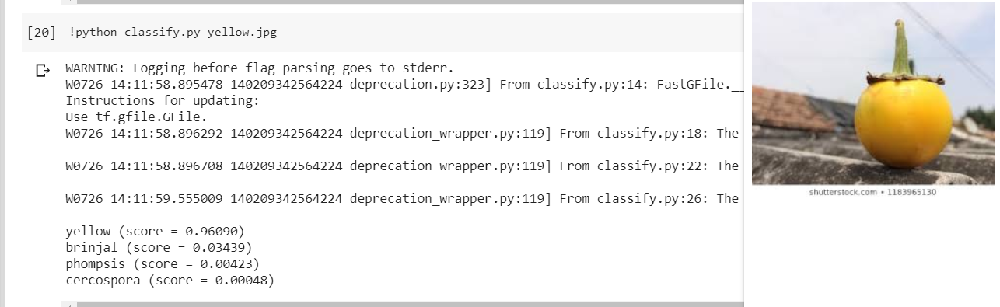 [20] !python classify.py yellow.jpg
WARNING: Logging before flag parsing goes to stderr.
W0726 14:11:58.895478 140209342564224 deprecation.py:323] From classify.py:14: FastGFile.__
Instructions for updating:
Use tf.gfile.GFile.
W0726 14:11:58.896292 140209342564224 deprecation_wrapper.py:119] From classify.py:18: The
W0726 14:11:58.896708 140209342564224 deprecation_wrapper.py:119] From classify.py:22: The
W0726 14:11:59.555009 140209342564224 deprecation_wrapper.py:119] From classify.py:26: The
yellow (score = 0.96090)
brinjal (score = 0.03439)
phompsis (score = 0.00423)
cercospora (score = 0.00048)
shutterstock.com • 1183965130